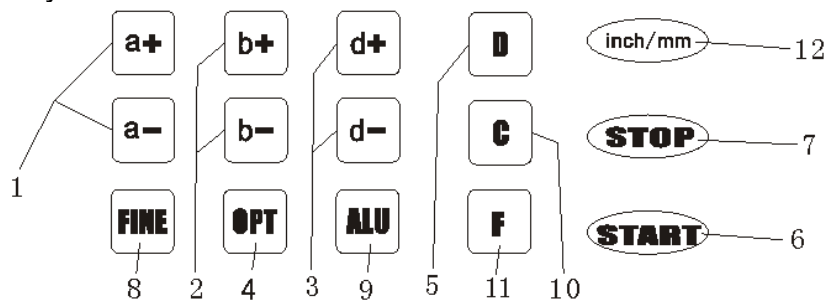 a+ b+ d+ D inch/mm
12
a- b- d- C STOP
7
1
FINE OPT ALU F START
6
8 2 4 3 9 5 11 10